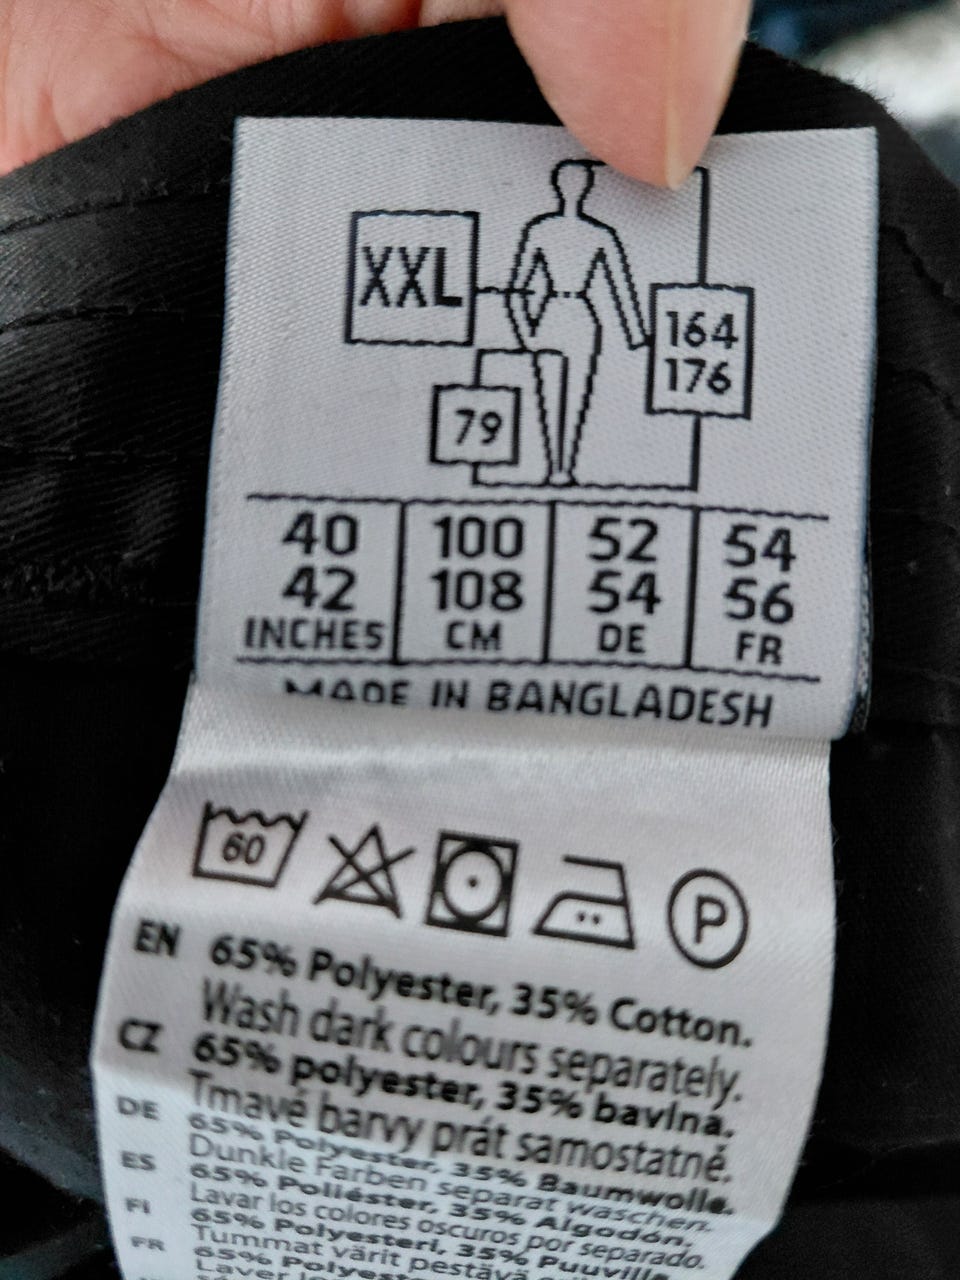 XXL
164
176
79
40 100 52 54
42 108 54 56
INCHES CM DE FR
MADE IN BANGLADESH
60 P
EN 65% Polyester, 35% Cotton.
Wash dark colours separately.
CZ 65% polyester, 35% bavlna.
Tmavé barvy prát samostatně.
DE 65% Polyester, 35% Baumwolle.
Dunkle Farben separat waschen.
ES 65% Poliéster, 35% Algodón.
Lavar los colores oscuros por separado.
FI 65% Polyesteri, 35% Puuvilla.
Tummat värit pestävä
FR 65%
Laver